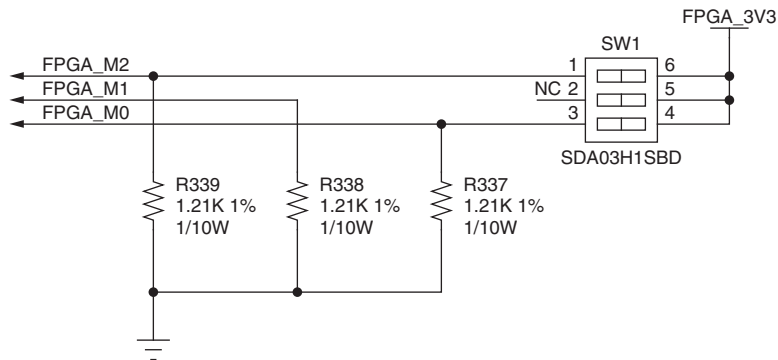 FPGA_3V3
SW1
FPGA_M2
1
6
FPGA_M1
NC 2
5
FPGA_M0
3
4
SDA03H1SBD
R339
1.21K 1%
1/10W
R338
1.21K 1%
1/10W
R337
1.21K 1%
1/10W